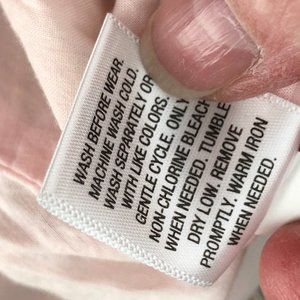 WASH BEFORE WEAR.
MACHINE WASH COLD.
WASH SEPARATELY OR
WITH LIKE COLORS.
GENTLE CYCLE. ONLY
NON-CHLORINE BLEACH
WHEN NEEDED. TUMBLE
DRY LOW. REMOVE
PROMPTLY. WARM IRON
WHEN NEEDED.